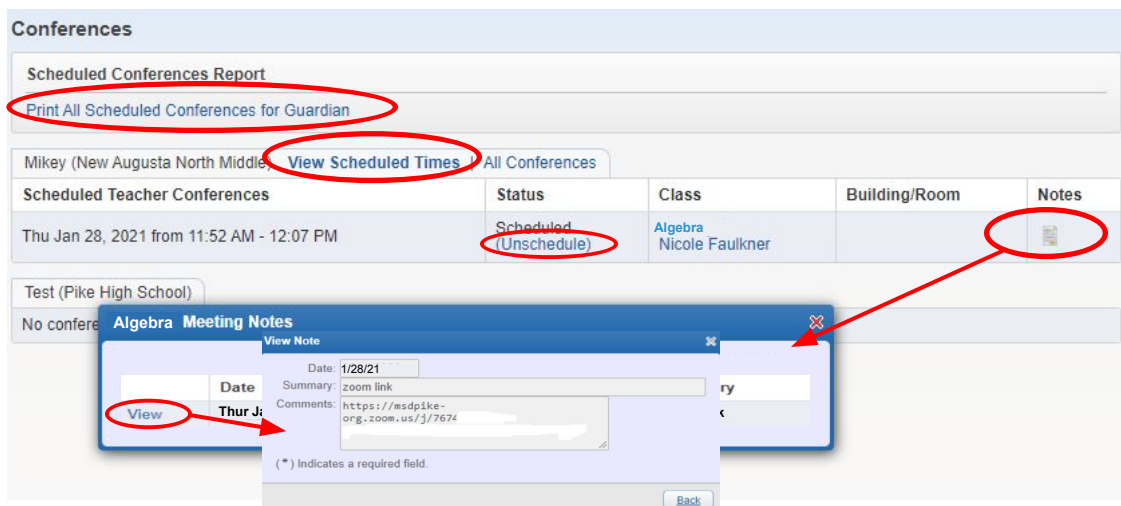 Conferences
Scheduled Conferences Report
Print All Scheduled Conferences for Guardian
Mikey (New Augusta North Middle) View Scheduled Times | All Conferences
Scheduled Teacher Conferences Status Class Building/Room Notes
Thu Jan 28, 2021 from 11:52 AM - 12:07 PM Scheduled Algebra
(Unschedule) Nicole Faulkner
Test (Pike High School)
No confere
Algebra Meeting Notes
View Note
Date: 1/28/21
Date Summary: zoom link ry
View Thur Ja Comments: https://msdpike-
org.zoom.us/j/7674
(*) Indicates a required field.
Back